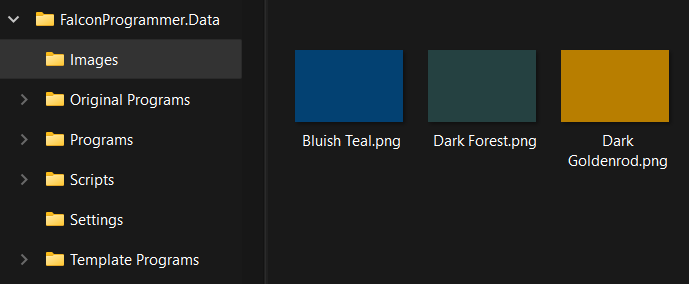 FalconProgrammer.Data
Images
Original Programs
Programs
Scripts
Settings
Template Programs
Bluish Teal.png
Dark Forest.png
Dark
Goldenrod.png